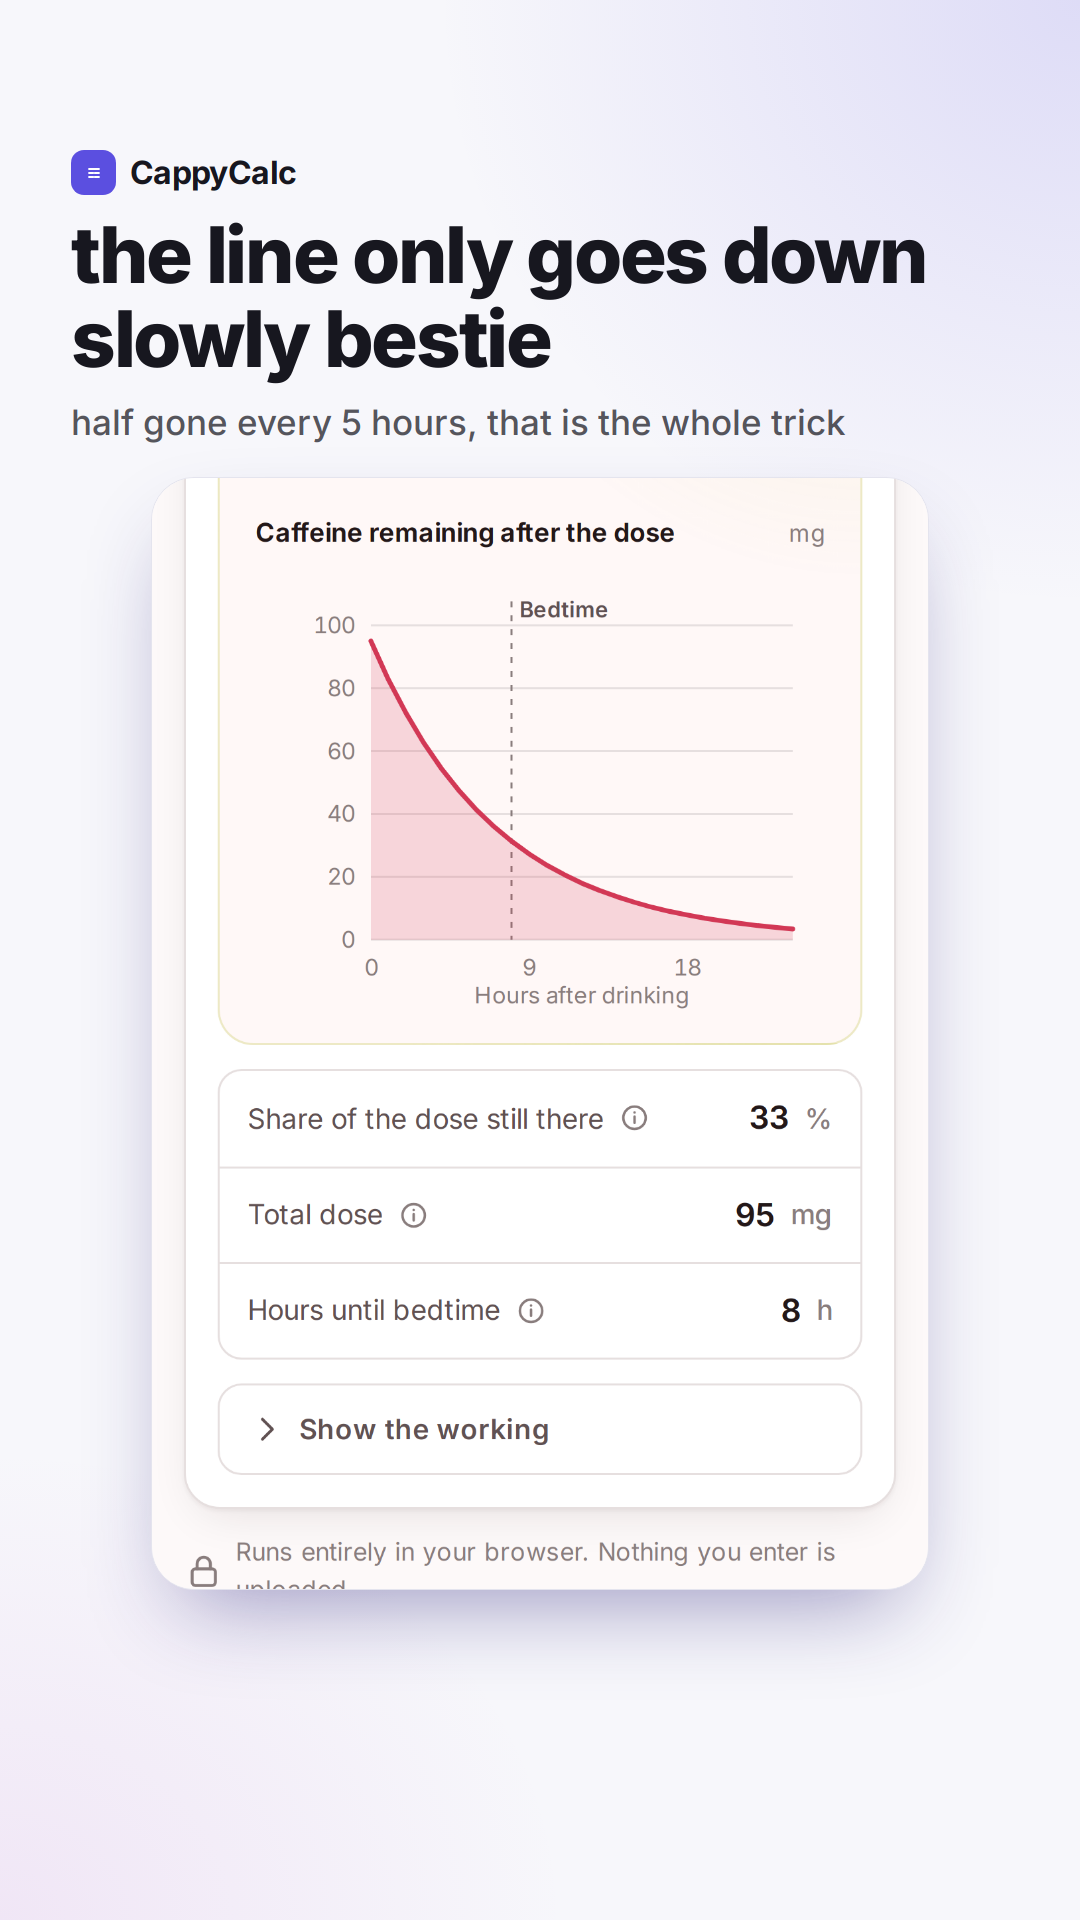 CappyCalc
the line only goes down
slowly bestie
half gone every 5 hours, that is the whole trick
Caffeine remaining after the dose mg
Bedtime
100
80
60
40
20
0
0 9 18
Hours after drinking
Share of the dose still there 33 %
Total dose 95 mg
Hours until bedtime 8 h
Show the working
Runs entirely in your browser. Nothing you enter is